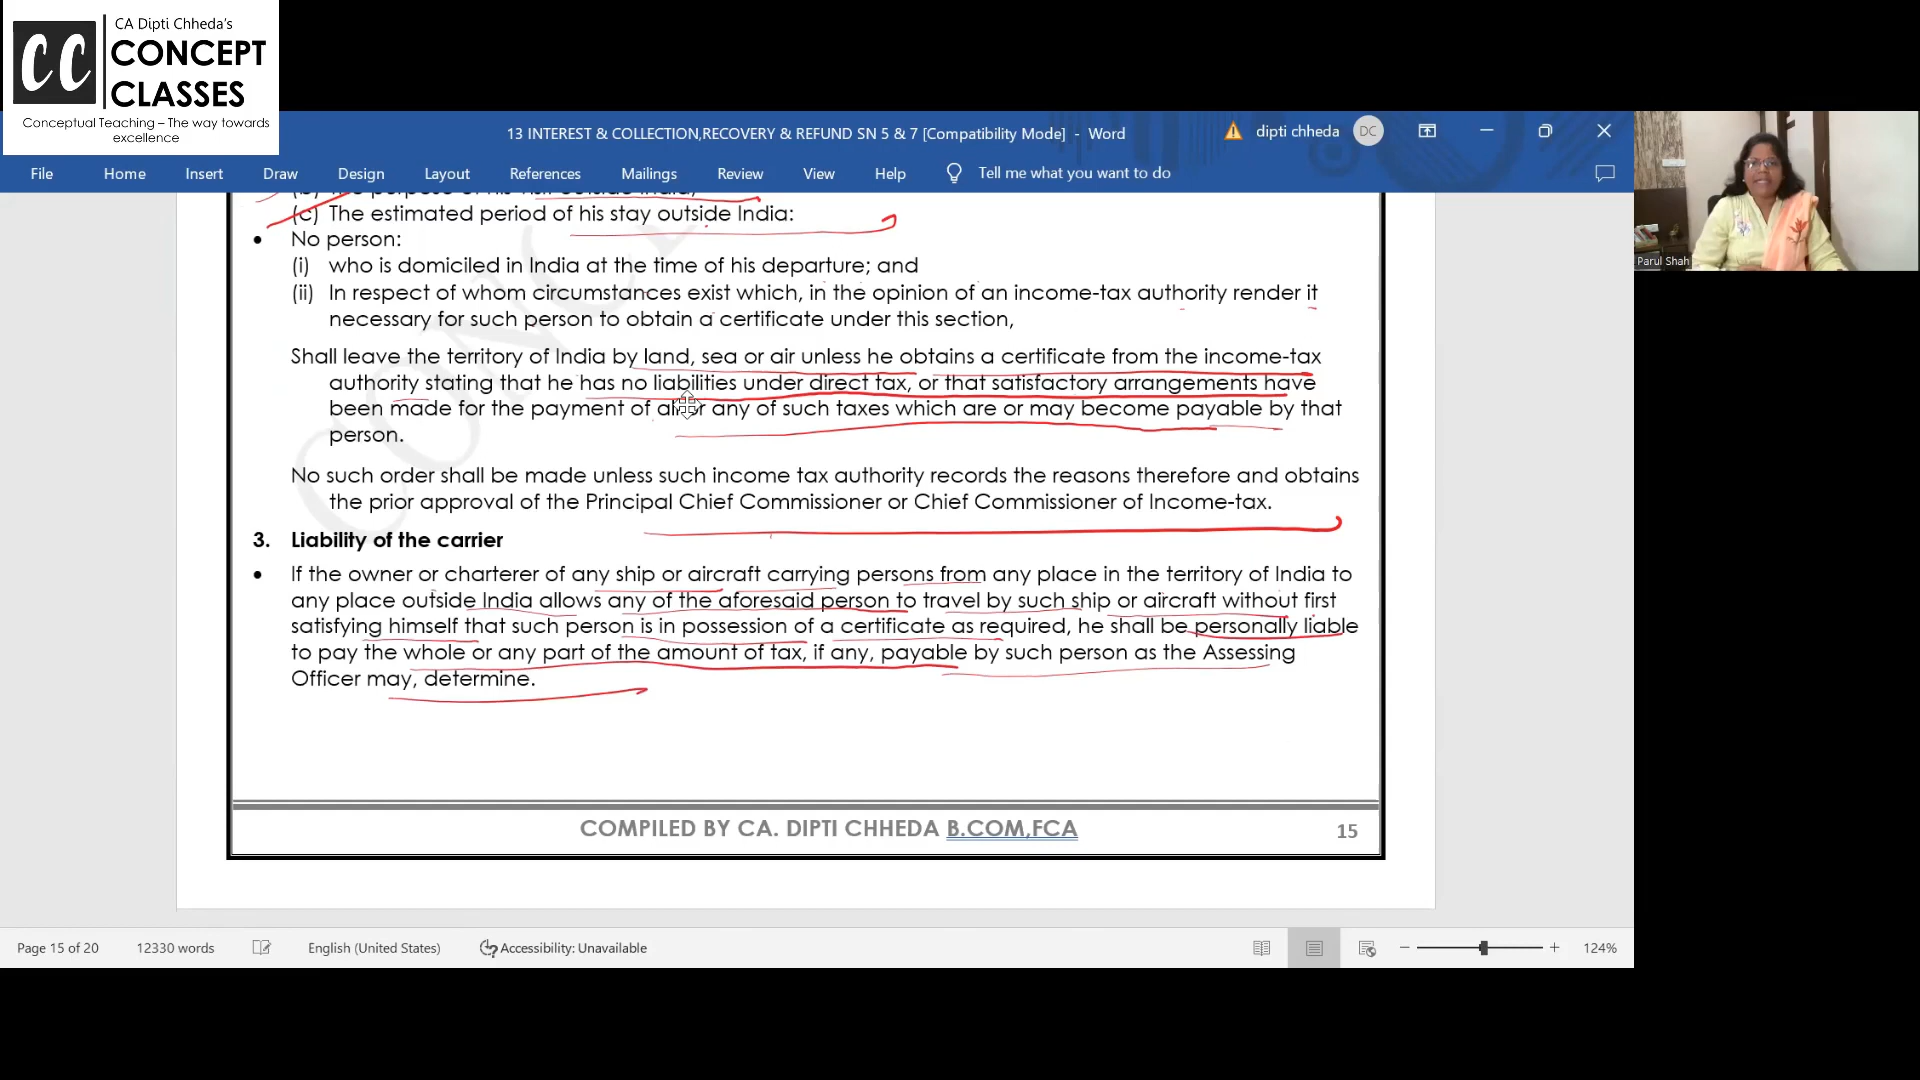 CA Dipti Chheda's
CC
CONCEPT
CLASSES
Conceptual Teaching – The way towards
excellence
13 INTEREST & COLLECTION,RECOVERY & REFUND SN 5 & 7 [Compatibility Mode] - Word
dipti chheda
DC
File Home Insert Draw Design Layout References Mailings Review View Help Tell me what you want to do
(b) The purpose of his visit outside India;
(c) The estimated period of his stay outside India:
• No person:
(i) who is domiciled in India at the time of his departure; and
(ii) In respect of whom circumstances exist which, in the opinion of an income-tax authority render it
necessary for such person to obtain a certificate under this section,
Shall leave the territory of India by land, sea or air unless he obtains a certificate from the income-tax
authority stating that he has no liabilities under direct tax, or that satisfactory arrangements have
been made for the payment of all or any of such taxes which are or may become payable by that
person.
No such order shall be made unless such income tax authority records the reasons therefore and obtains
the prior approval of the Principal Chief Commissioner or Chief Commissioner of Income-tax.
3. Liability of the carrier
• If the owner or charterer of any ship or aircraft carrying persons from any place in the territory of India to
any place outside India allows any of the aforesaid person to travel by such ship or aircraft without first
satisfying himself that such person is in possession of a certificate as required, he shall be personally liable
to pay the whole or any part of the amount of tax, if any, payable by such person as the Assessing
Officer may, determine.
COMPILED BY CA. DIPTI CHHEDA B.COM,FCA
15
Page 15 of 20 12330 words English (United States) Accessibility: Unavailable 124%
Parul Shah
CONCE